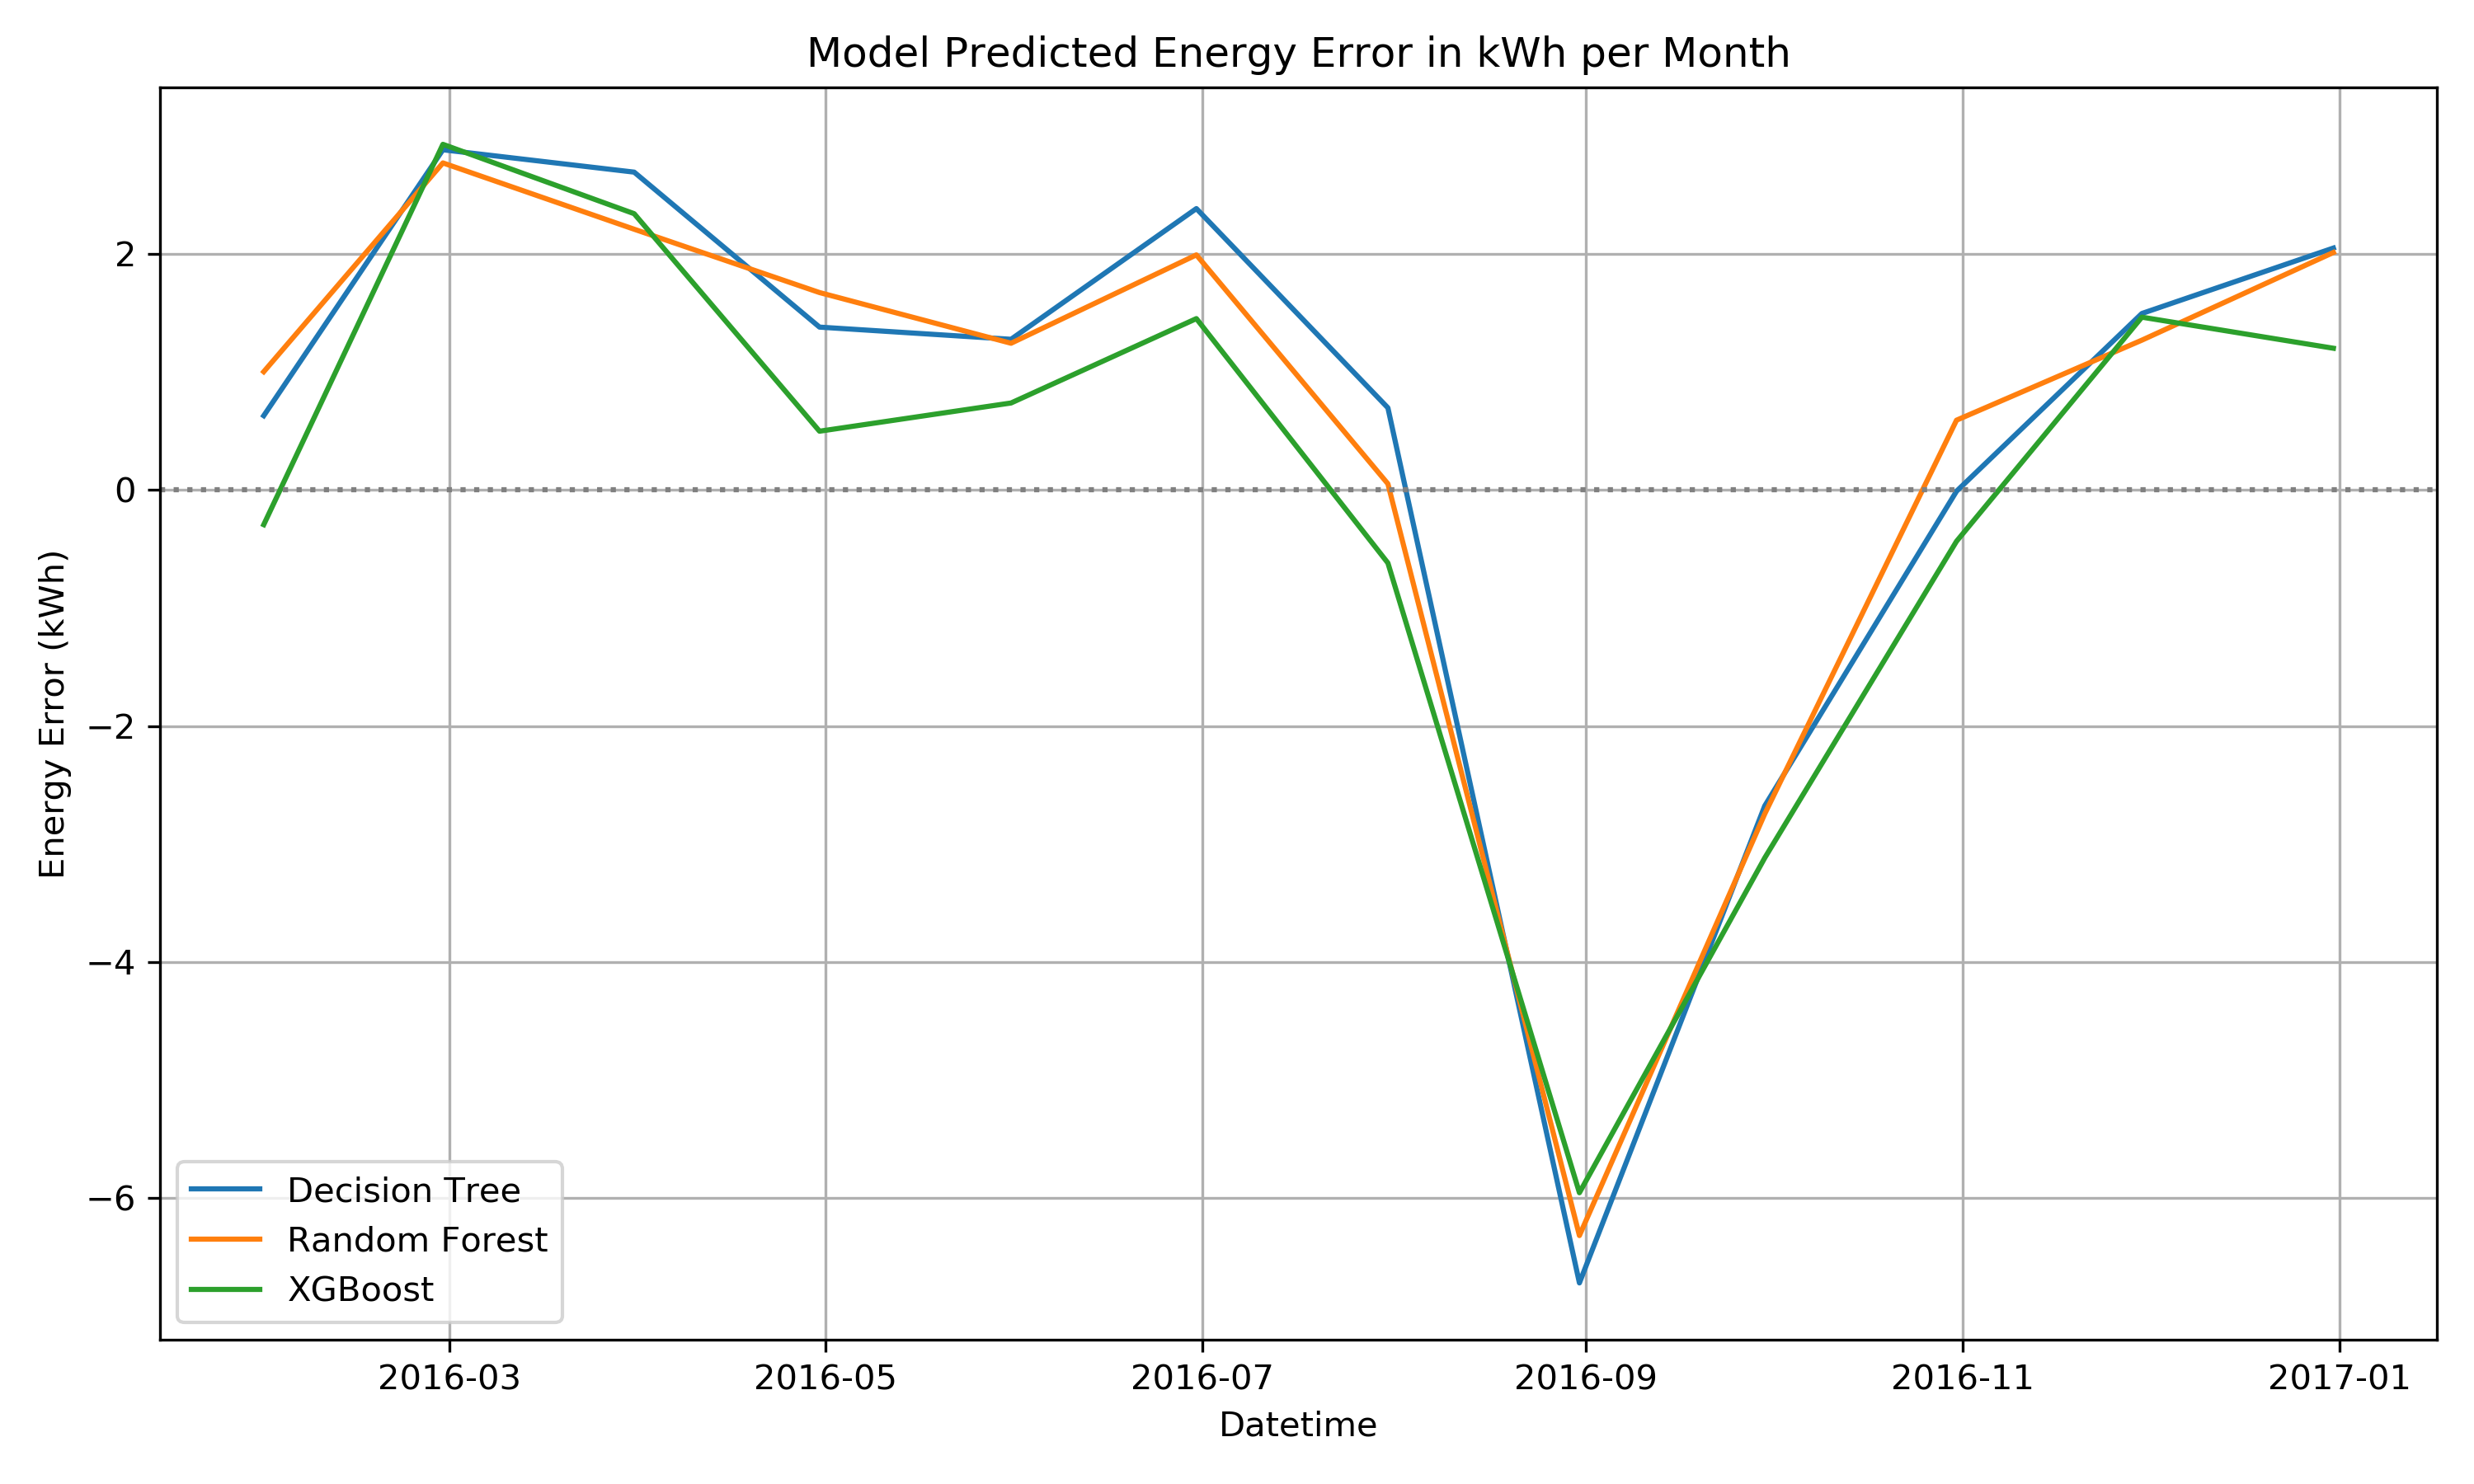 Model Predicted Energy Error in kWh per Month
Energy Error (kWh)
2
0
−2
−4
−6
Decision Tree
Random Forest
XGBoost
2016-03 2016-05 2016-07 2016-09 2016-11 2017-01
Datetime